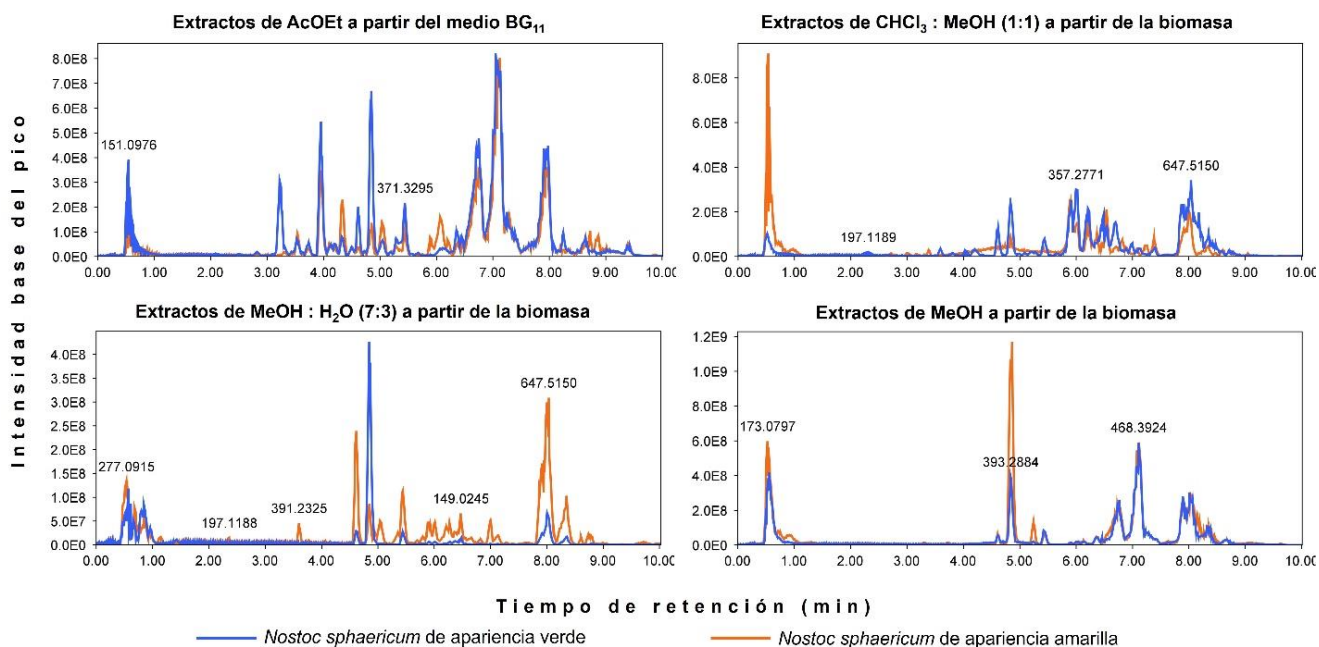 Extractos de AcOEt a partir del medio BG₁₁
8.0E8
7.0E8
6.0E8
5.0E8
4.0E8
3.0E8
2.0E8
1.0E8
0.0E0
151.0976
371.3295
0.00 1.00 2.00 3.00 4.00 5.00 6.00 7.00 8.00 9.00 10.00
Extractos de CHCl₃ : MeOH (1:1) a partir de la biomasa
8.0E8
6.0E8
4.0E8
2.0E8
0.0E0
197.1189
357.2771
647.5150
0.00 1.00 2.00 3.00 4.00 5.00 6.00 7.00 8.00 9.00 10.0
Extractos de MeOH : H₂O (7:3) a partir de la biomasa
4.0E8
3.5E8
3.0E8
2.5E8
2.0E8
1.5E8
1.0E8
5.0E7
0.0E0
277.0915
197.1188
391.2325
149.0245
647.5150
0.00 1.00 2.00 3.00 4.00 5.00 6.00 7.00 8.00 9.00 10.0
Extractos de MeOH a partir de la biomasa
1.2E9
1.0E9
8.0E8
6.0E8
4.0E8
2.0E8
0.0E0
173.0797
393.2884
468.3924
0.00 1.00 2.00 3.00 4.00 5.00 6.00 7.00 8.00 9.00 10.0
Intensidad base del pico
Tiempo de retención (min)
Nostoc sphaericum de apariencia verde
Nostoc sphaericum de apariencia amarilla